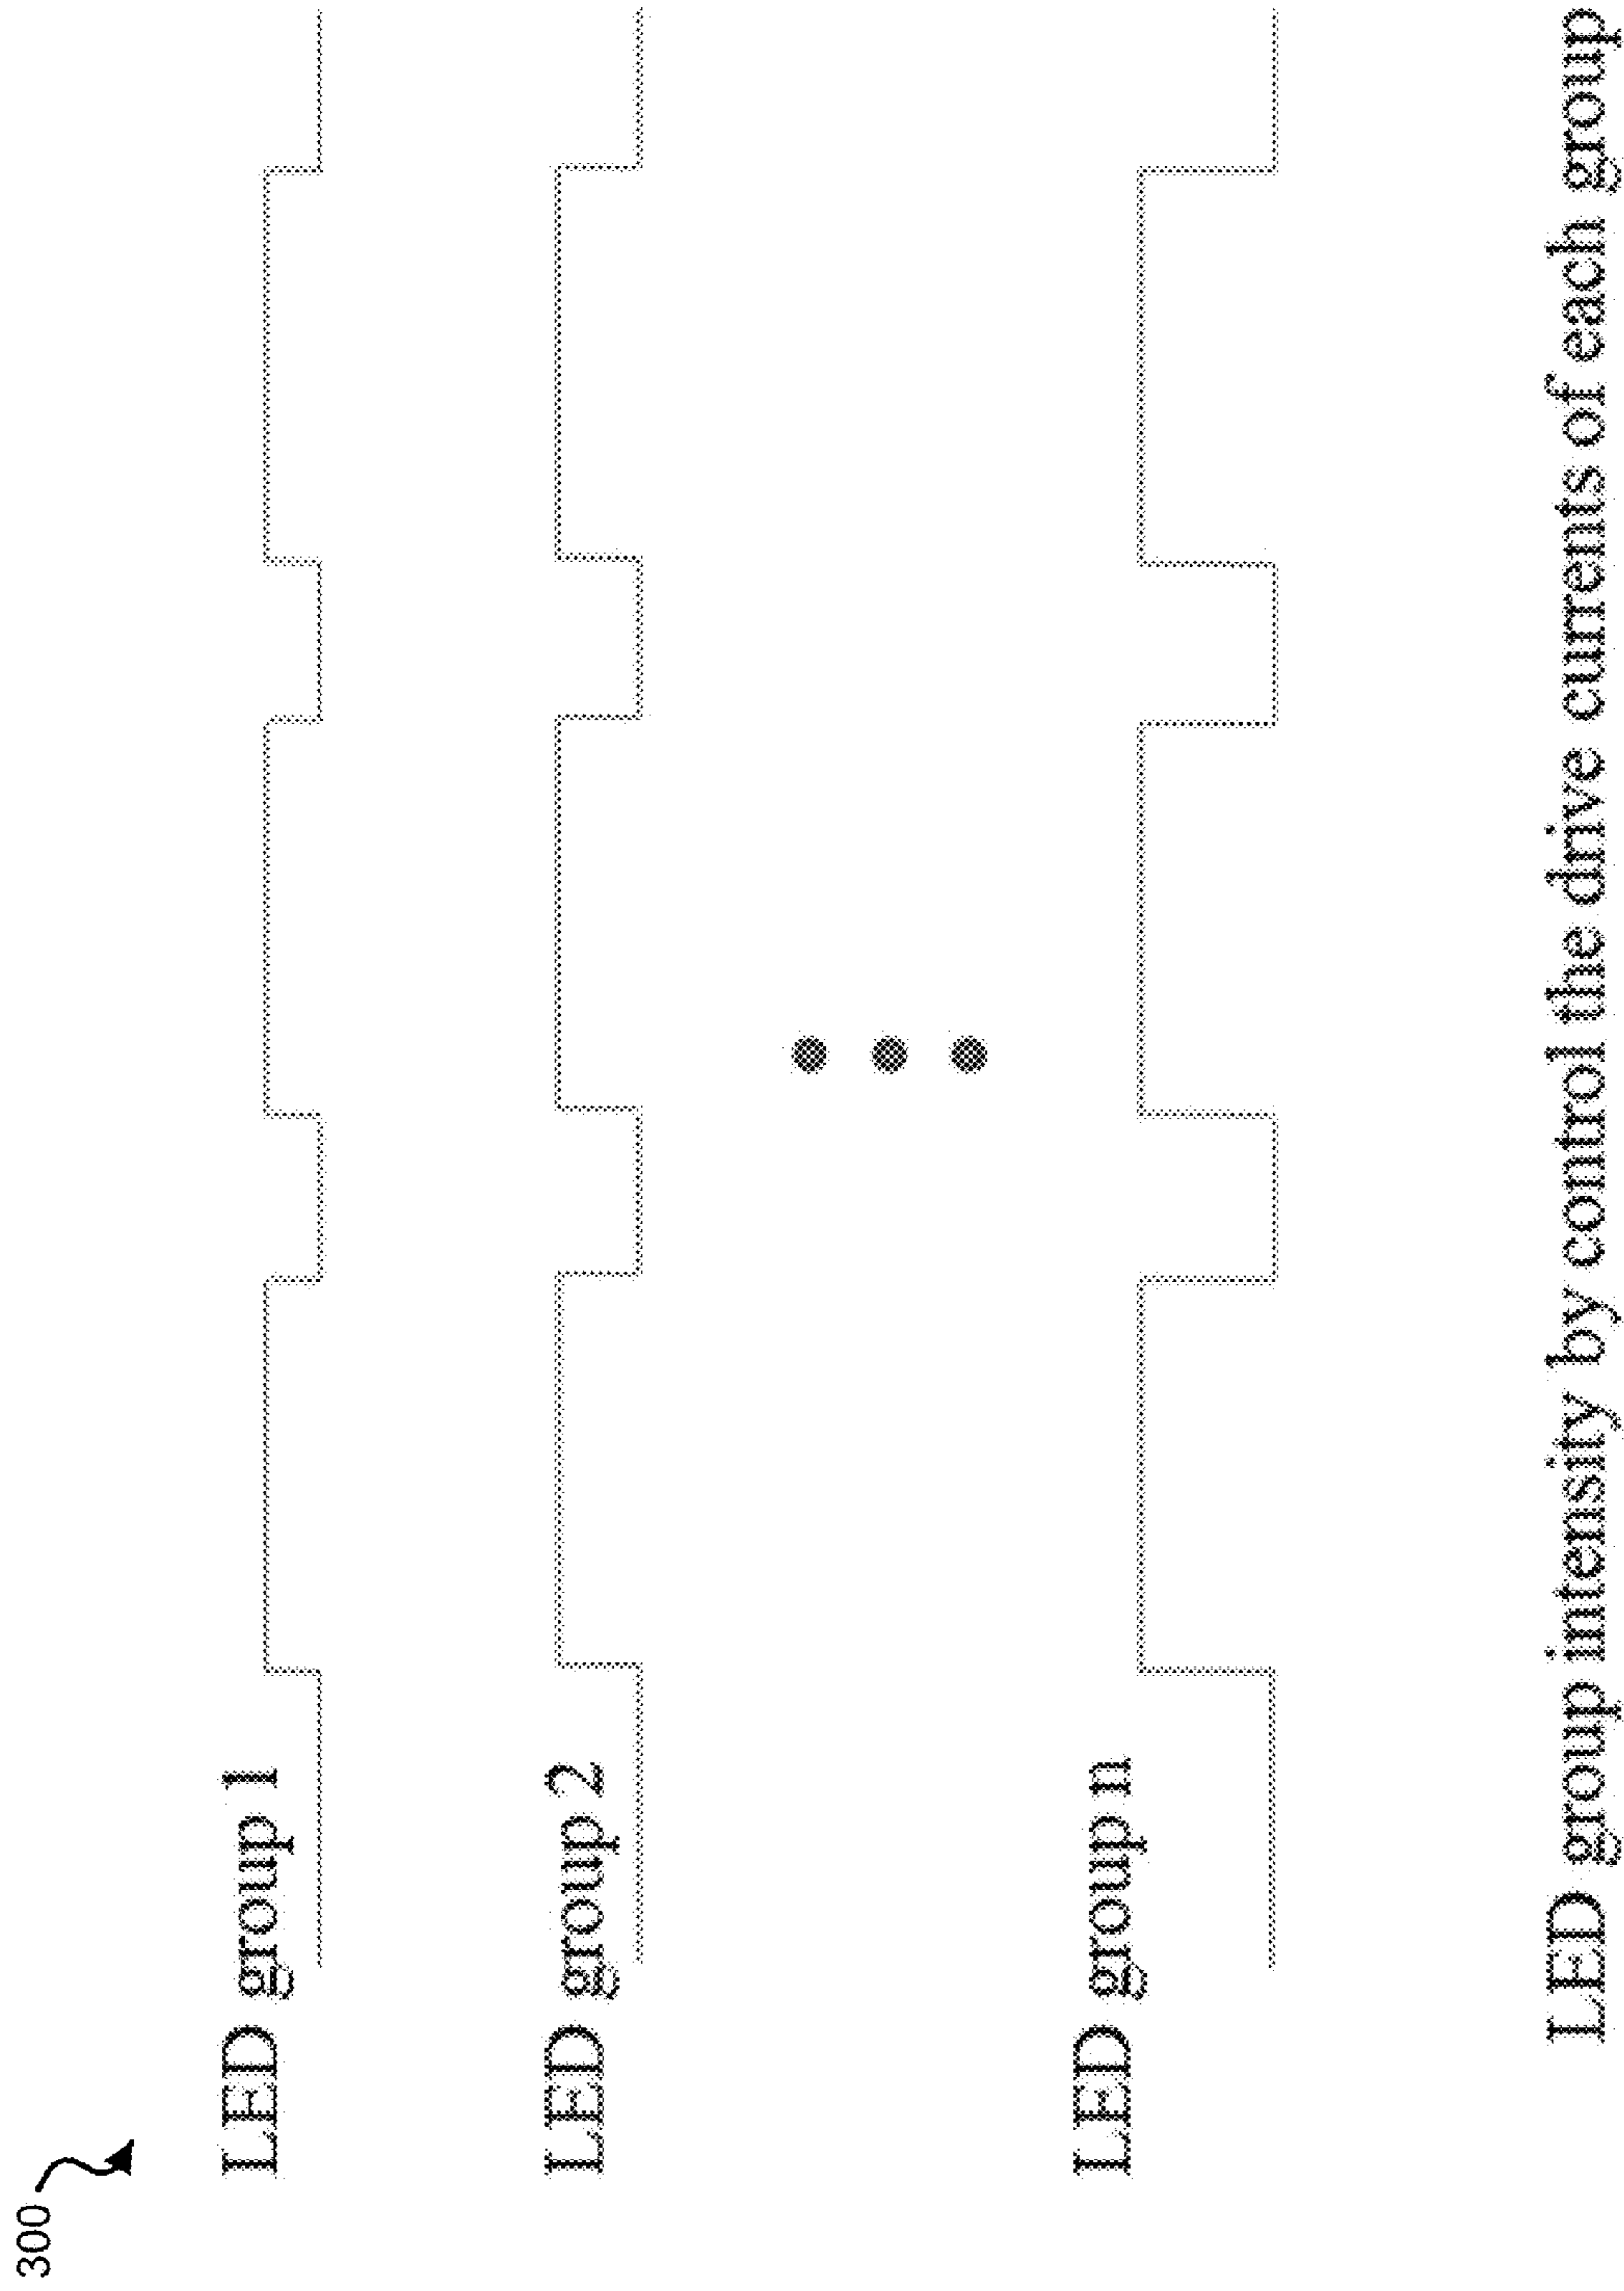 300
LED group 1
LED group 2
LED group n
LED group intensity by control the drive currents of each group